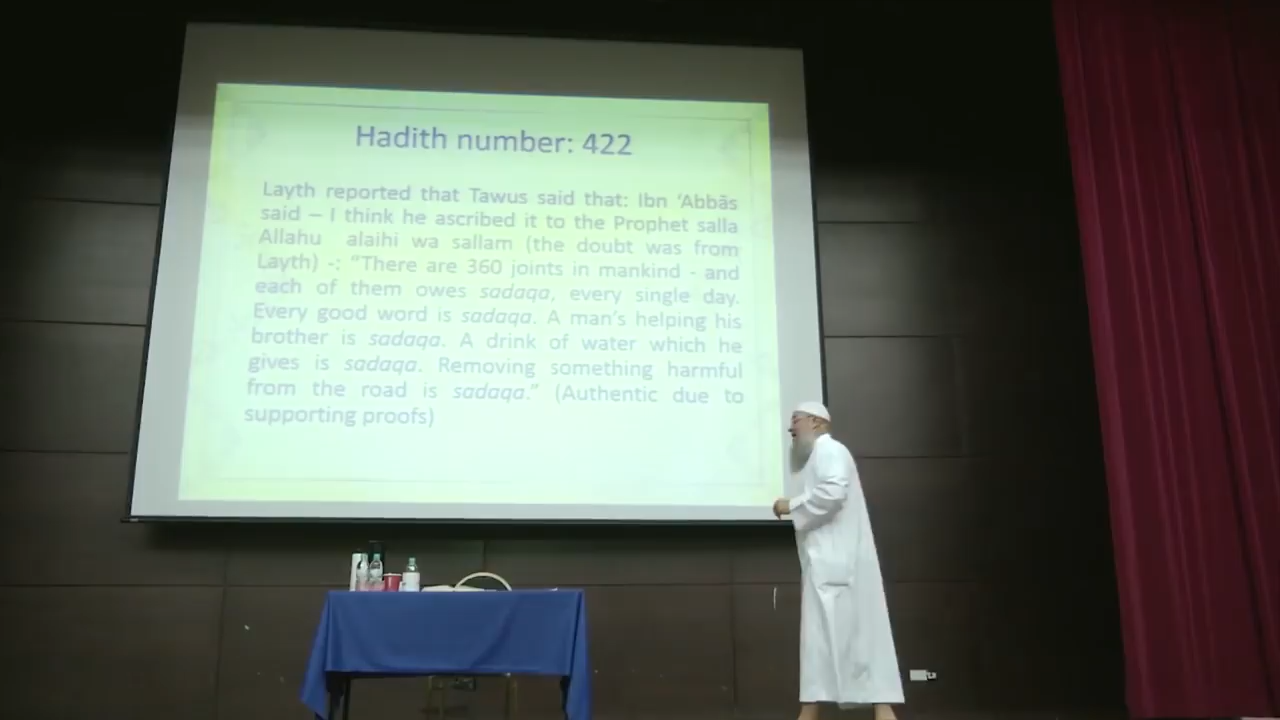 Hadith number: 422
Layth reported that Tawus said that: Ibn ‘Abbās
said – I think he ascribed it to the Prophet salla
Allahu alaihi wa sallam (the doubt was from
Layth) -: “There are 360 joints in mankind - and
each of them owes sadaqa, every single day.
Every good word is sadaqa. A man’s helping his
brother is sadaqa. A drink of water which he
gives is sadaqa. Removing something harmful
from the road is sadaqa.” (Authentic due to
supporting proofs)